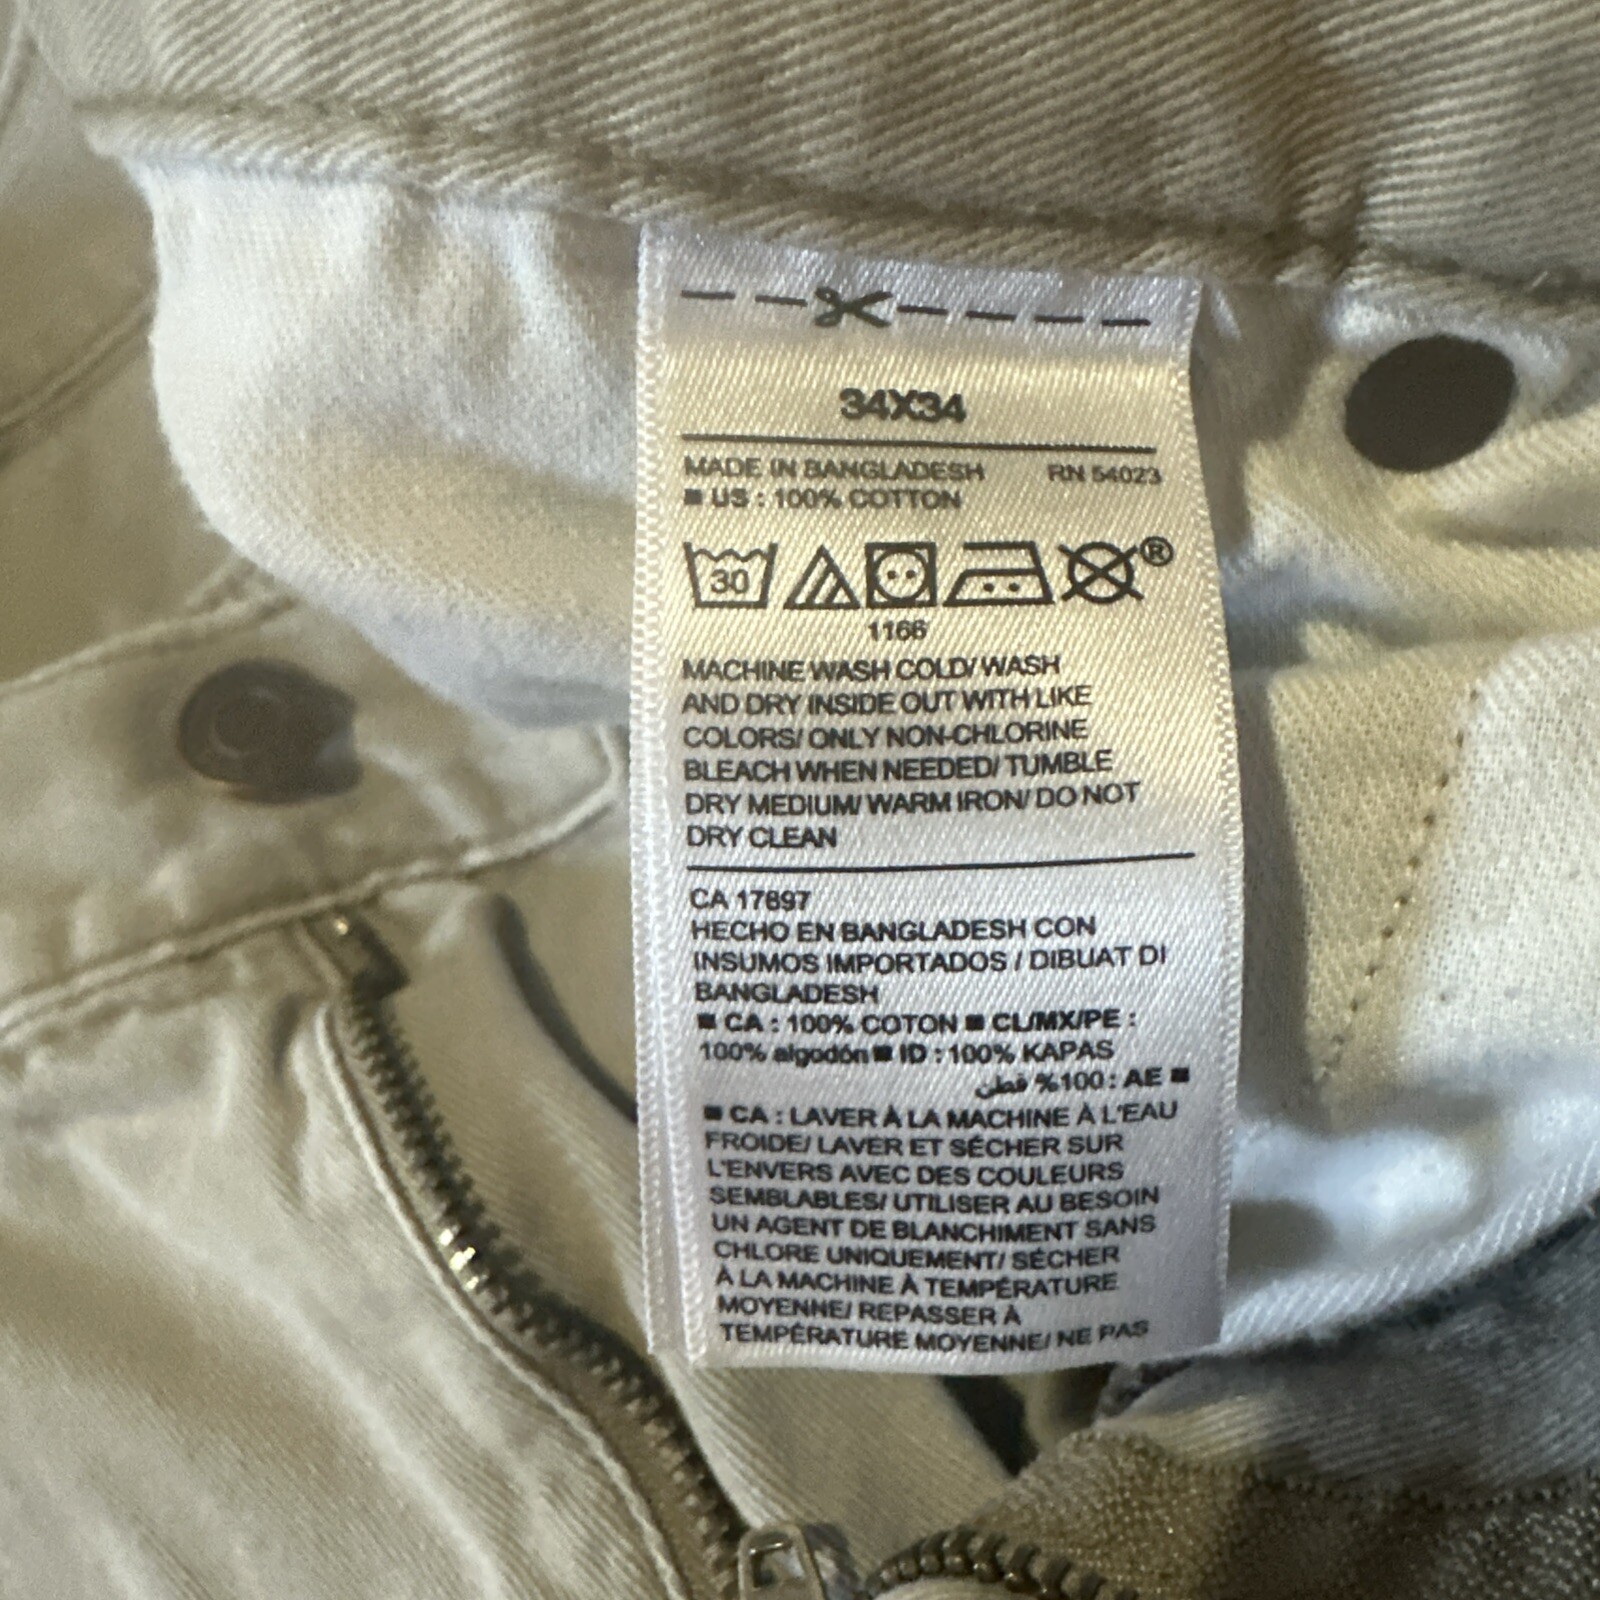 34X34
MADE IN BANGLADESH RN 54023
■ US : 100% COTTON
30 ®
1166
MACHINE WASH COLD/ WASH
AND DRY INSIDE OUT WITH LIKE
COLORS/ ONLY NON-CHLORINE
BLEACH WHEN NEEDED/ TUMBLE
DRY MEDIUM/ WARM IRON/ DO NOT
DRY CLEAN
CA 17897
HECHO EN BANGLADESH CON
INSUMOS IMPORTADOS / DIBUAT DI
BANGLADESH
■ CA : 100% COTON ■ CL/MX/PE :
100% algodón ■ ID : 100% KAPAS
■ AE : 100% قطن
■ CA : LAVER À LA MACHINE À L'EAU
FROIDE/ LAVER ET SÉCHER SUR
L'ENVERS AVEC DES COULEURS
SEMBLABLES/ UTILISER AU BESOIN
UN AGENT DE BLANCHIMENT SANS
CHLORE UNIQUEMENT/ SÉCHER
À LA MACHINE À TEMPÉRATURE
MOYENNE/ REPASSER À
TEMPÉRATURE MOYENNE/ NE PAS